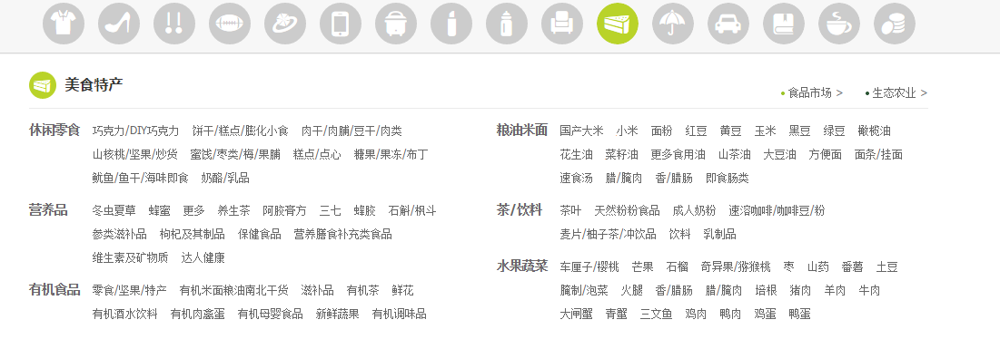 美食特产
食品市场 >
生态农业 >
休闲零食 巧克力/DIY巧克力 饼干/糕点/膨化小食 肉干/肉脯/豆干/肉类
山核桃/坚果/炒货 蜜饯/枣类/梅/果脯 糕点/点心 糖果/果冻/布丁
鱿鱼/鱼干/海味即食 奶酪/乳品
营养品 冬虫夏草 蜂蜜 更多 养生茶 阿胶膏方 三七 蜂胶 石斛/枫斗
参类滋补品 枸杞及其制品 保健食品 营养膳食补充类食品
维生素及矿物质 达人健康
有机食品 零食/坚果/特产 有机米面粮油南北干货 滋补品 有机茶 鲜花
有机酒水饮料 有机肉禽蛋 有机母婴食品 新鲜蔬果 有机调味品
粮油米面 国产大米 小米 面粉 红豆 黄豆 玉米 黑豆 绿豆 橄榄油
花生油 菜籽油 更多食用油 山茶油 大豆油 方便面 面条/挂面
速食汤 腊/腌肉 香/腊肠 即食肠类
茶/饮料 茶叶 天然粉粉食品 成人奶粉 速溶咖啡/咖啡豆/粉
麦片/柚子茶/冲饮品 饮料 乳制品
水果蔬菜 车厘子/樱桃 芒果 石榴 奇异果/猕猴桃 枣 山药 番薯 土豆
腌制/泡菜 火腿 香/腊肠 腊/腌肉 培根 猪肉 羊肉 牛肉
大闸蟹 青蟹 三文鱼 鸡肉 鸭肉 鸡蛋 鸭蛋